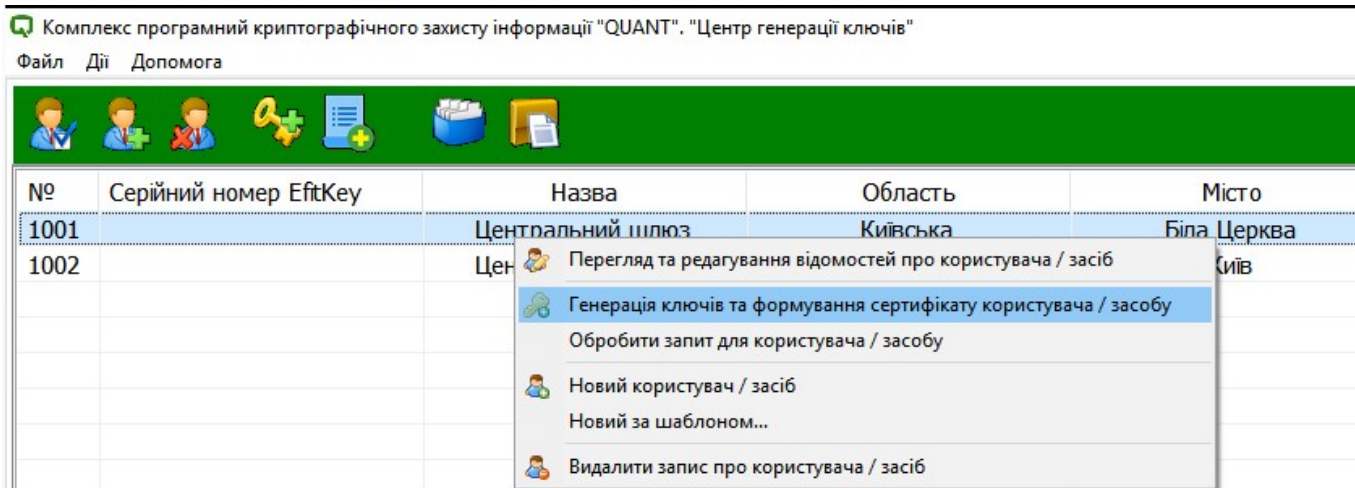 Комплекс програмний криптографічного захисту інформації "QUANT". "Центр генерації ключів"
Файл Дії Допомога
№ Серійний номер EfitKey Назва Область Місто
1001 Центральний шлюз Київська Біла Церква
1002 Цен Київ
Перегляд та редагування відомостей про користувача / засіб
Генерація ключів та формування сертифікату користувача / засобу
Обробити запит для користувача / засобу
Новий користувач / засіб
Новий за шаблоном...
Видалити запис про користувача / засіб